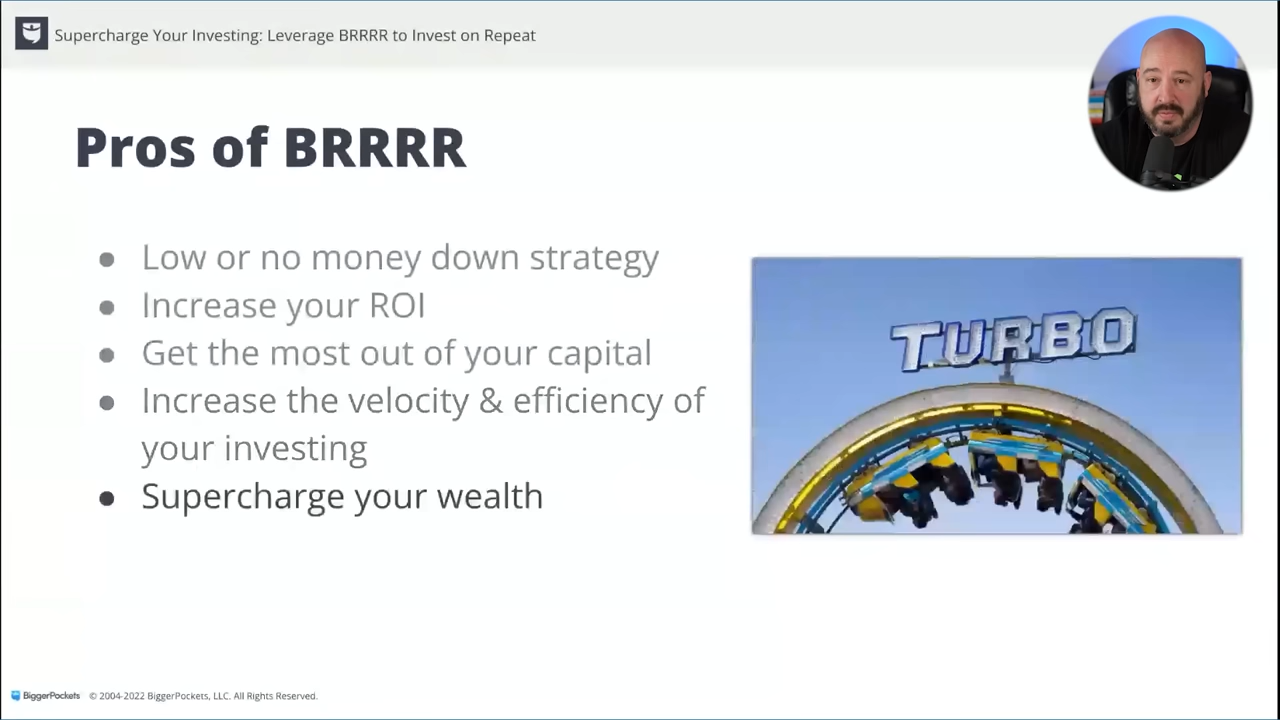 Supercharge Your Investing: Leverage BRRRR to Invest on Repeat
Pros of BRRRR
● Low or no money down strategy
● Increase your ROI
● Get the most out of your capital
● Increase the velocity & efficiency of
your investing
● Supercharge your wealth
TURBO
BiggerPockets © 2004-2022 BiggerPockets, LLC. All Rights Reserved.